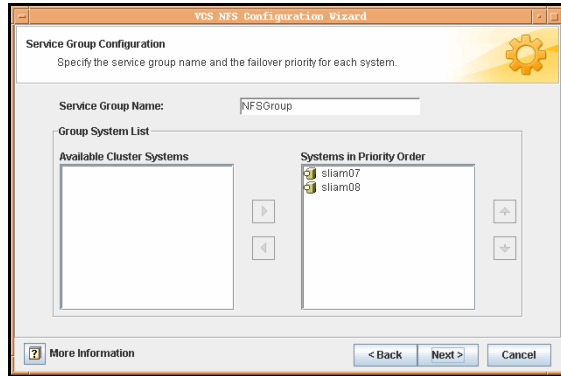 VCS NFS Configuration Wizard
Service Group Configuration
Specify the service group name and the failover priority for each system.
Service Group Name:
NFSGroup
Group System List
Available Cluster Systems
Systems in Priority Order
sliam07
sliam08
? More Information
< Back
Next >
Cancel